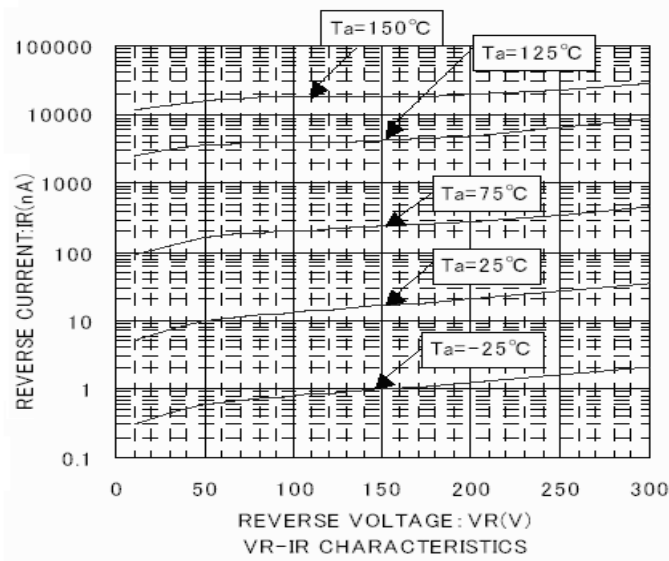 Ta=150℃
Ta=125℃
Ta=75℃
Ta=25℃
Ta=-25℃
100000
10000
1000
100
10
1
0.1
REVERSE CURRENT:IR(nA)
0 50 100 150 200 250 300
REVERSE VOLTAGE:VR(V)
VR-IR CHARACTERISTICS